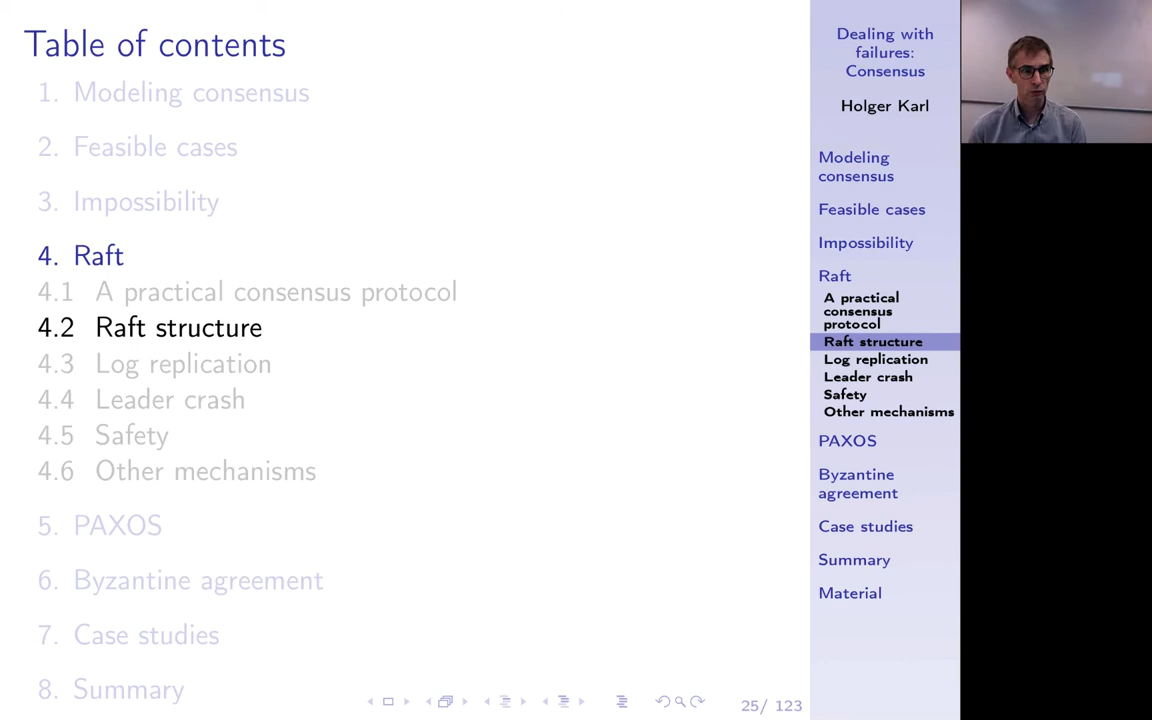 Table of contents
1. Modeling consensus
2. Feasible cases
3. Impossibility
4. Raft
4.1 A practical consensus protocol
4.2 Raft structure
4.3 Log replication
4.4 Leader crash
4.5 Safety
4.6 Other mechanisms
5. PAXOS
6. Byzantine agreement
7. Case studies
8. Summary
25/ 123
Dealing with
failures:
Consensus
Holger Karl
Modeling
consensus
Feasible cases
Impossibility
Raft
A practical
consensus
protocol
Raft structure
Log replication
Leader crash
Safety
Other mechanisms
PAXOS
Byzantine
agreement
Case studies
Summary
Material